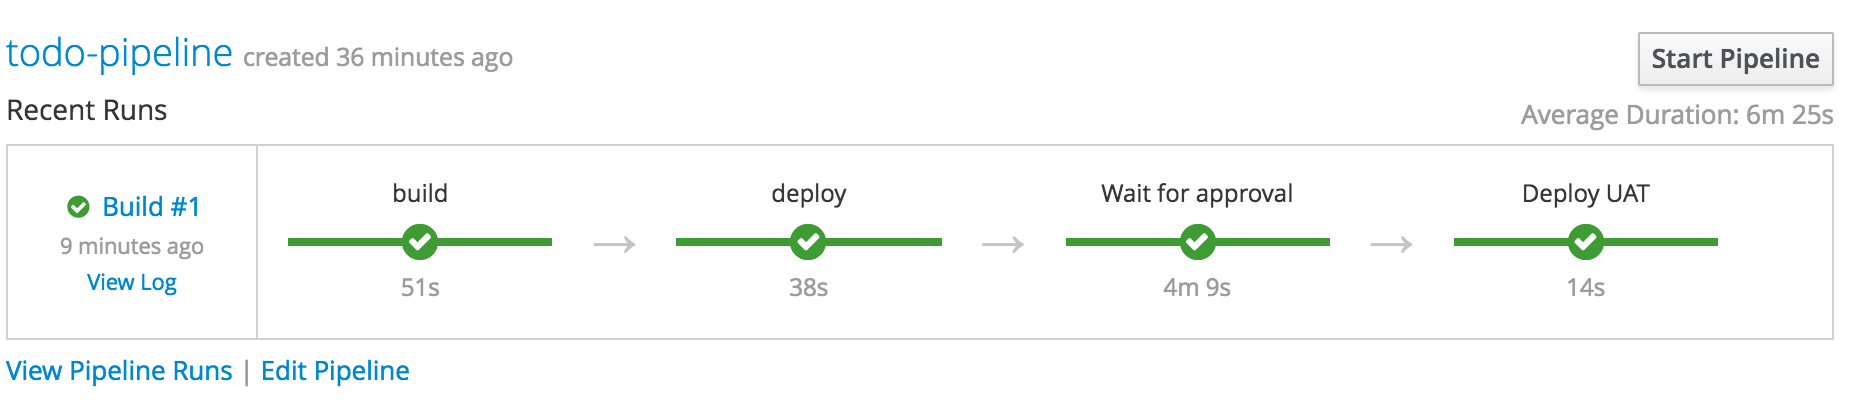 todo-pipeline created 36 minutes ago
Start Pipeline
Recent Runs
Average Duration: 6m 25s
Build #1
9 minutes ago
View Log
build
51s
deploy
38s
Wait for approval
4m 9s
Deploy UAT
14s
View Pipeline Runs | Edit Pipeline